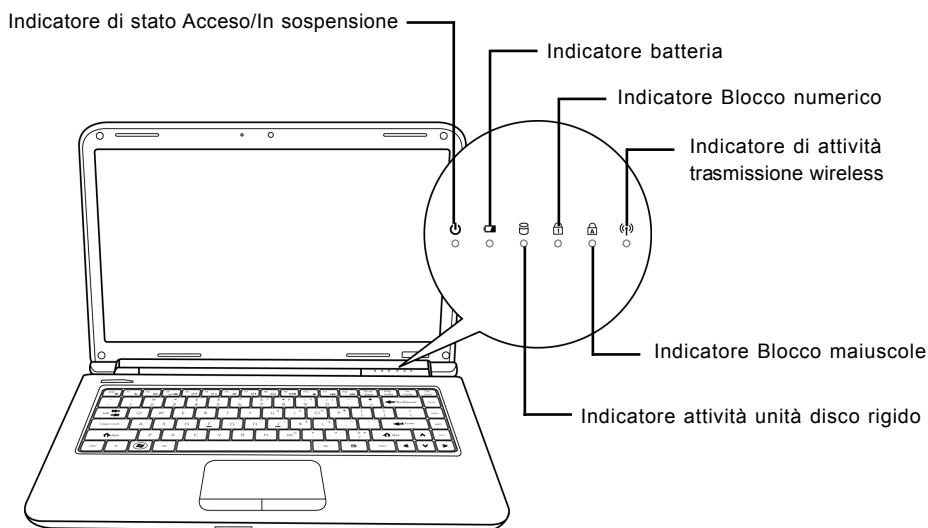 Indicatore di stato Acceso/In sospensione
Indicatore batteria
Indicatore Blocco numerico
Indicatore di attività
trasmissione wireless
Indicatore Blocco maiuscole
Indicatore attività unità disco rigido